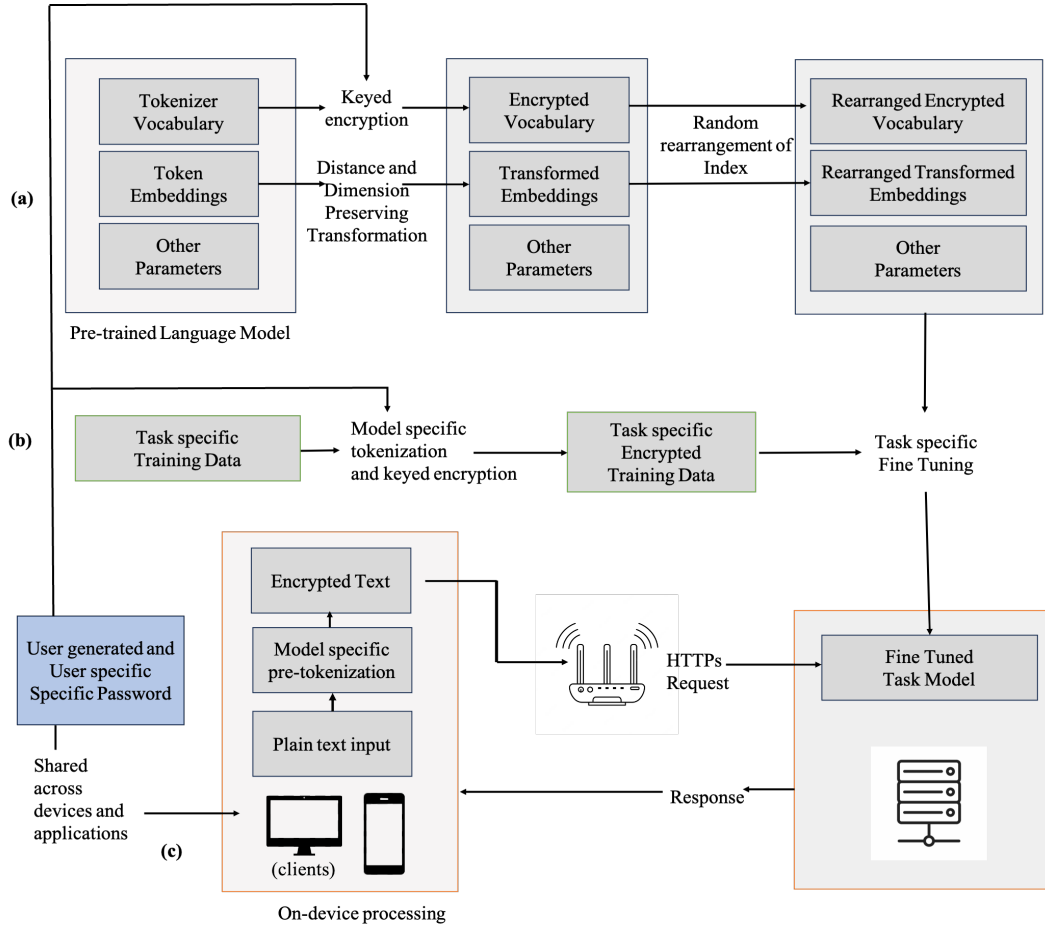 (a)
Tokenizer
Vocabulary
Token
Embeddings
Other
Parameters
Pre-trained Language Model
Keyed
encryption
Distance and
Dimension
Preserving
Transformation
Encrypted
Vocabulary
Transformed
Embeddings
Other
Parameters
Random
rearrangement of
Index
Rearranged Encrypted
Vocabulary
Rearranged Transformed
Embeddings
Other
Parameters
(b)
Task specific
Training Data
Model specific
tokenization
and keyed encryption
Task specific
Encrypted
Training Data
Task specific
Fine Tuning
User generated and
User specific
Specific Password
Shared
across
devices and
applications
(c)
Encrypted Text
Model specific
pre-tokenization
Plain text input
(clients)
On-device processing
HTTPs
Request
Response
Fine Tuned
Task Model